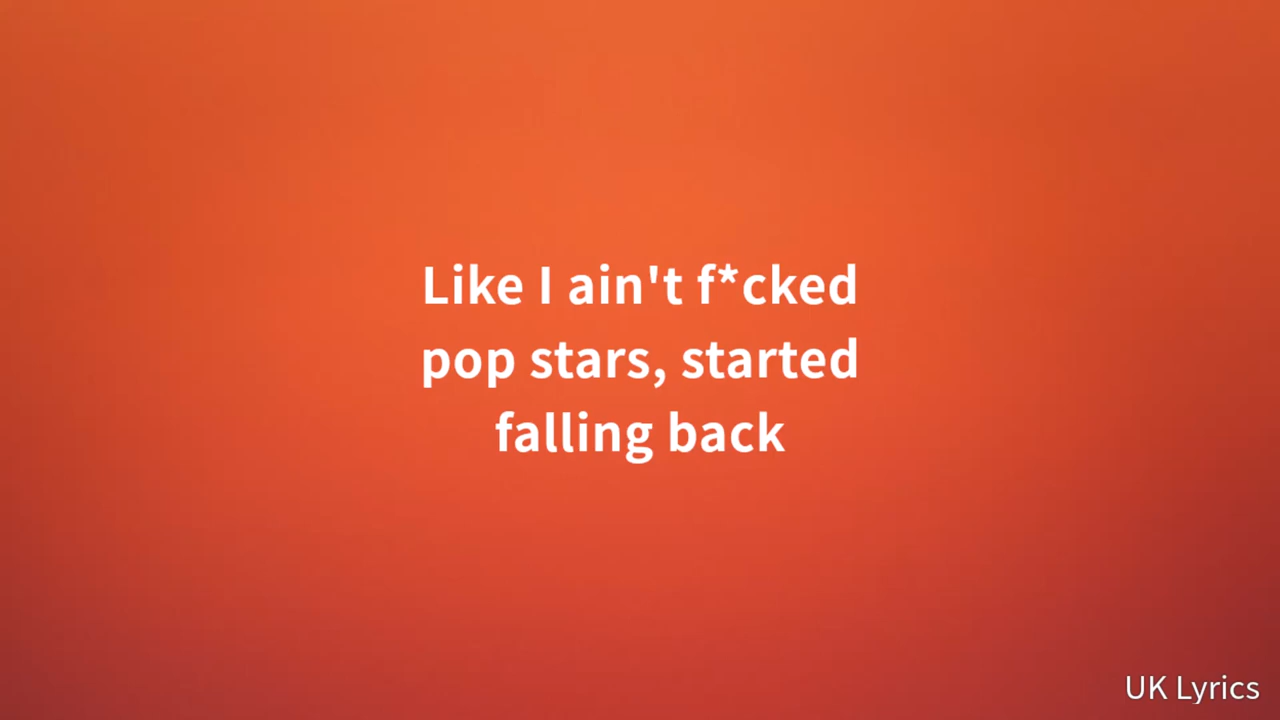 Like I ain't f*cked
pop stars, started
falling back
UK Lyrics